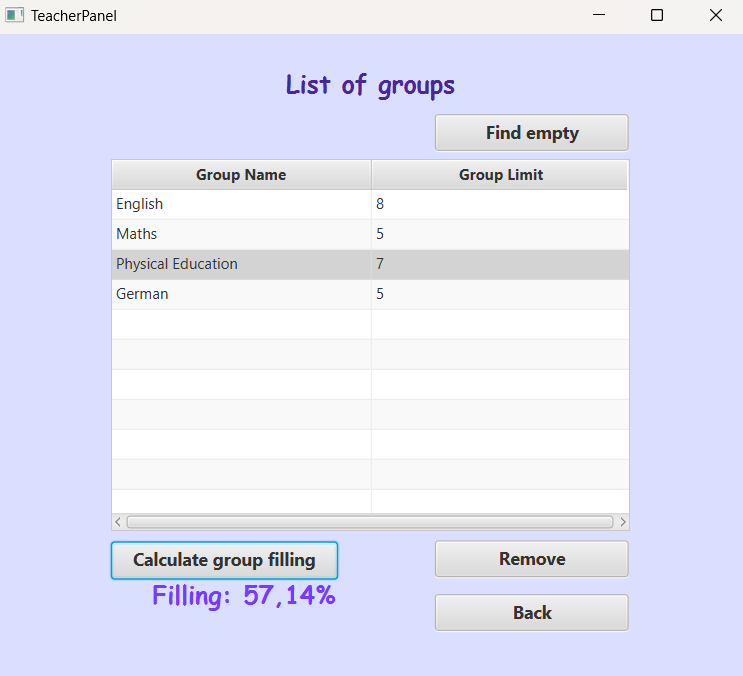 TeacherPanel
List of groups
Find empty
Group Name Group Limit
English 8
Maths 5
Physical Education 7
German 5
Calculate group filling Remove
Filling: 57,14%
Back